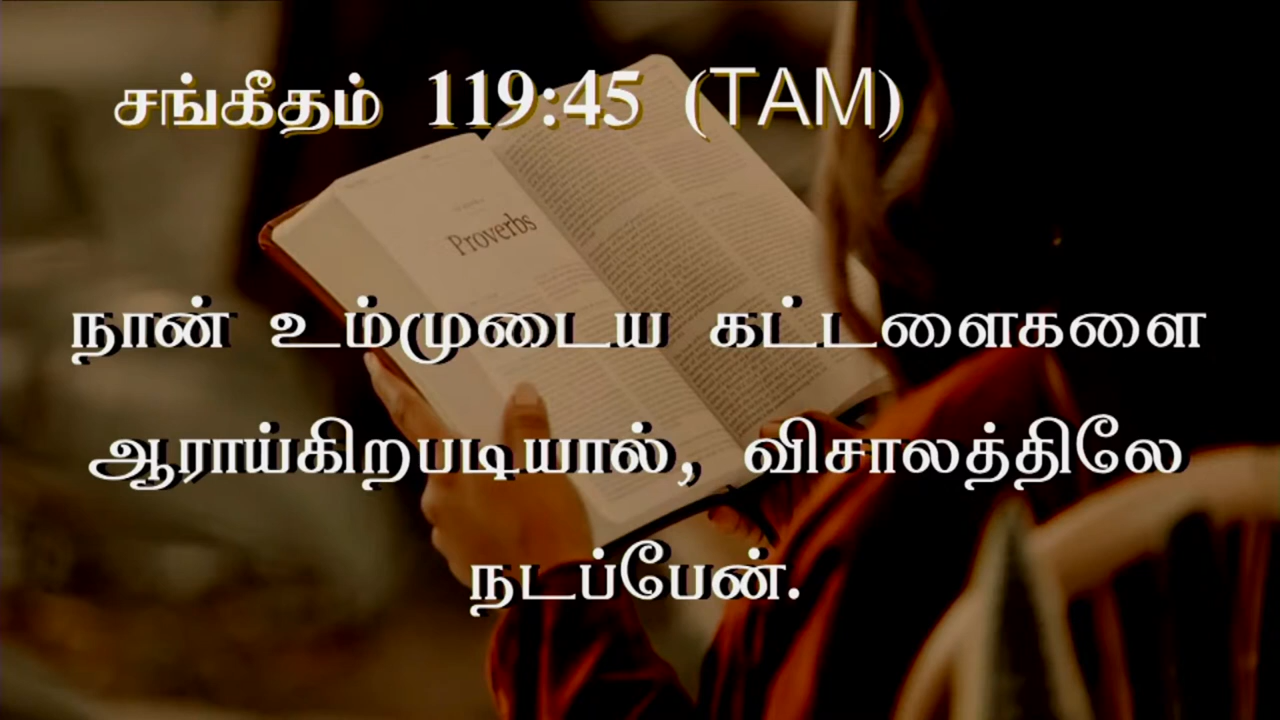 சங்கீதம் 119:45 (TAM)
Proverbs
நான் உம்முடைய கட்டளைகளை
ஆராய்கிறபடியால், விசாலத்திலே
நடப்பேன்.